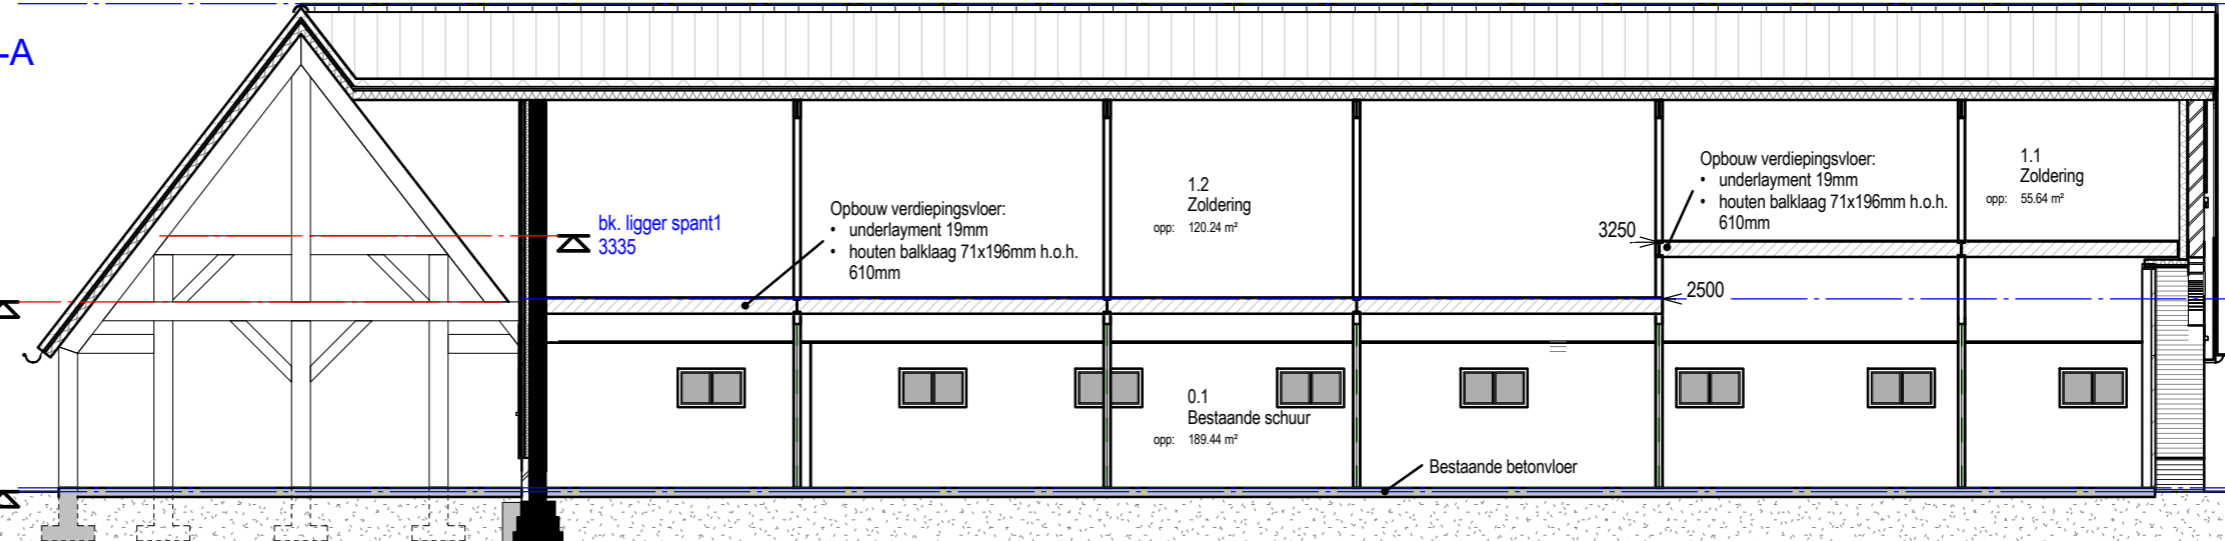 -A
bk. ligger spant1
3335
Opbouw verdiepingsvloer:
• underlayment 19mm
• houten balklaag 71x196mm h.o.h.
610mm
1.2
Zoldering
opp: 120.24 m²
Opbouw verdiepingsvloer:
• underlayment 19mm
• houten balklaag 71x196mm h.o.h.
610mm
1.1
Zoldering
opp: 55.64 m²
3250
2500
0.1
Bestaande schuur
opp: 189.44 m²
Bestaande betonvloer